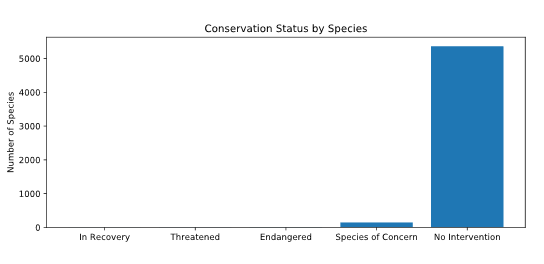 Conservation Status by Species
Number of Species
5000
4000
3000
2000
1000
0
In Recovery
Threatened
Endangered
Species of Concern
No Intervention